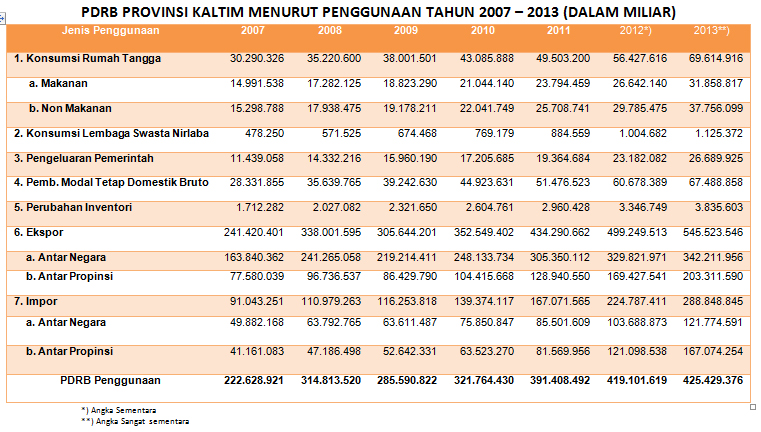 PDRB PROVINSI KALTIM MENURUT PENGGUNAAN TAHUN 2007 – 2013 (DALAM MILIAR)
Jenis Penggunaan 2007 2008 2009 2010 2011 2012*) 2013**)
1. Konsumsi Rumah Tangga 30.290.326 35.220.600 38.001.501 43.085.888 49.503.200 56.427.616 69.614.916
a. Makanan 14.991.538 17.282.125 18.823.290 21.044.140 23.794.459 26.642.140 31.858.817
b. Non Makanan 15.298.788 17.938.475 19.178.211 22.041.749 25.708.741 29.785.475 37.756.099
2. Konsumsi Lembaga Swasta Nirlaba 478.250 571.525 674.468 769.179 884.559 1.004.682 1.125.372
3. Pengeluaran Pemerintah 11.439.058 14.332.216 15.960.190 17.205.685 19.364.684 23.182.082 26.689.925
4. Pemb. Modal Tetap Domestik Bruto 28.331.855 35.639.765 39.242.630 44.923.631 51.476.523 60.678.389 67.488.858
5. Perubahan Inventori 1.712.282 2.027.082 2.321.650 2.604.761 2.960.428 3.346.749 3.835.603
6. Ekspor 241.420.401 338.001.595 305.644.201 352.549.402 434.290.662 499.249.513 545.523.546
a. Antar Negara 163.840.362 241.265.058 219.214.411 248.133.734 305.350.112 329.821.971 342.211.956
b. Antar Propinsi 77.580.039 96.736.537 86.429.790 104.415.668 128.940.550 169.427.541 203.311.590
7. Impor 91.043.251 110.979.263 116.253.818 139.374.117 167.071.565 224.787.411 288.848.845
a. Antar Negara 49.882.168 63.792.765 63.611.487 75.850.847 85.501.609 103.688.873 121.774.591
b. Antar Propinsi 41.161.083 47.186.498 52.642.331 63.523.270 81.569.956 121.098.538 167.074.254
PDRB Penggunaan 222.628.921 314.813.520 285.590.822 321.764.430 391.408.492 419.101.619 425.429.376
*) Angka Sementara
**) Angka Sangat sementara